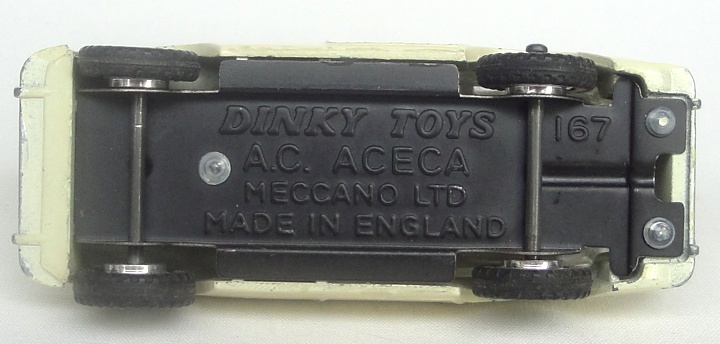 DINKY TOYS
167
A.C. ACECA
MECCANO LTD
MADE IN ENGLAND